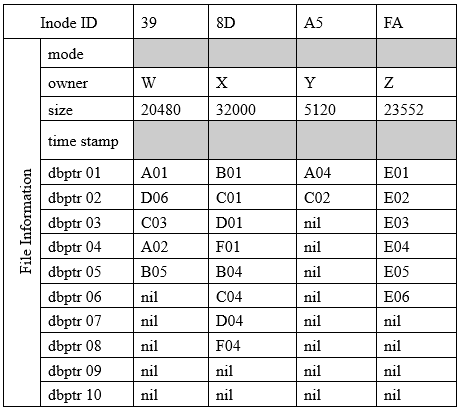 Inode ID 39 8D A5 FA
File Information
mode
owner W X Y Z
size 20480 32000 5120 23552
time stamp
dbptr 01 A01 B01 A04 E01
dbptr 02 D06 C01 C02 E02
dbptr 03 C03 D01 nil E03
dbptr 04 A02 F01 nil E04
dbptr 05 B05 B04 nil E05
dbptr 06 nil C04 nil E06
dbptr 07 nil D04 nil nil
dbptr 08 nil F04 nil nil
dbptr 09 nil nil nil nil
dbptr 10 nil nil nil nil